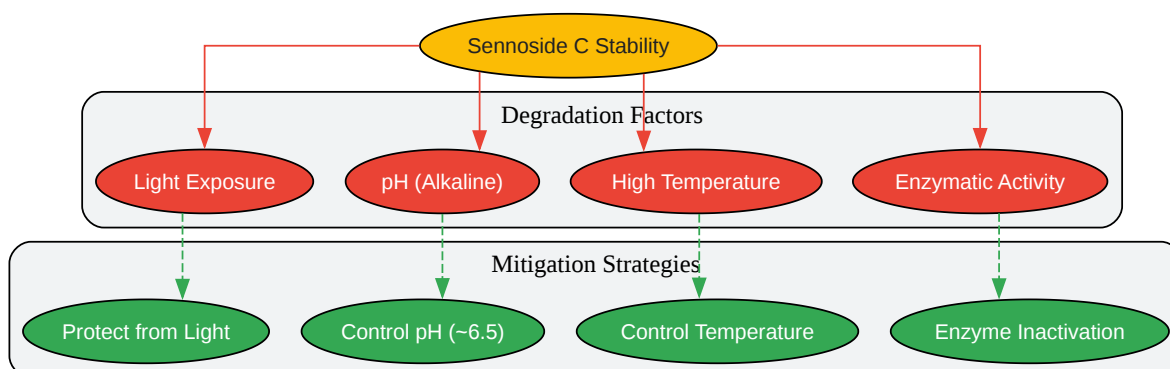 Sennoside C Stability
Degradation Factors
Light Exposure
pH (Alkaline)
High Temperature
Enzymatic Activity
Mitigation Strategies
Protect from Light
Control pH (~6.5)
Control Temperature
Enzyme Inactivation